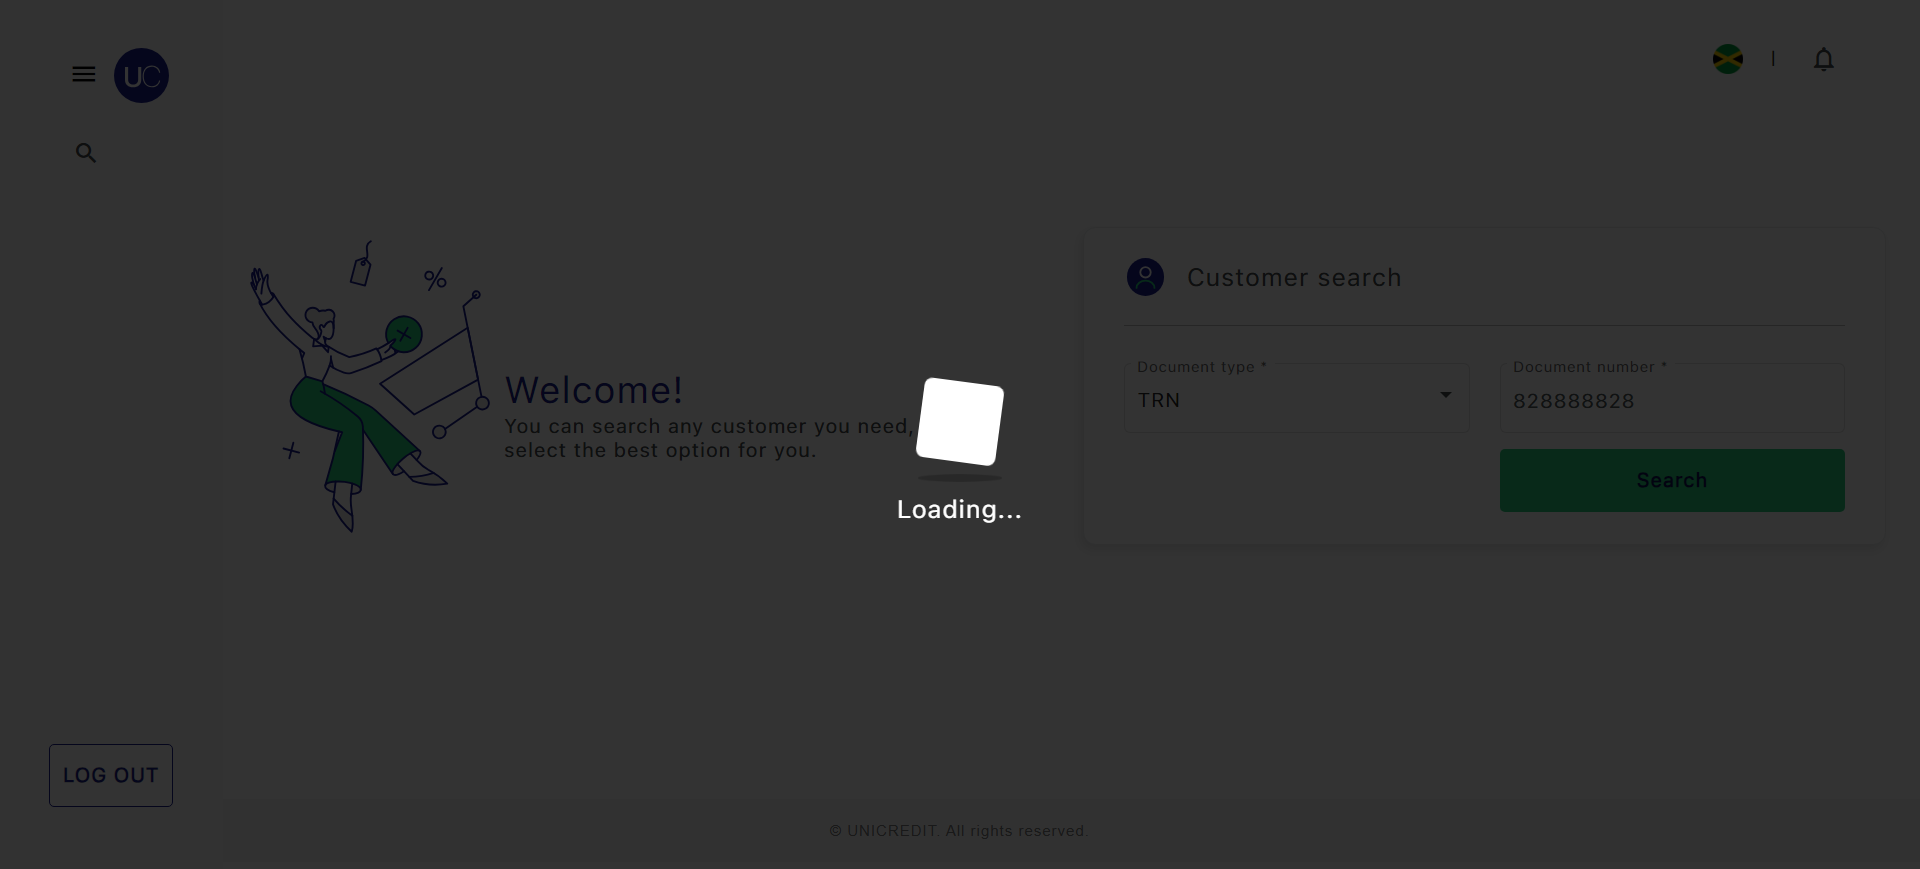 UC
Customer search
Document type *
TRN
Document number *
828888828
Welcome!
You can search any customer you need,
select the best option for you.
Search
Loading...
LOG OUT
© UNICREDIT. All rights reserved.